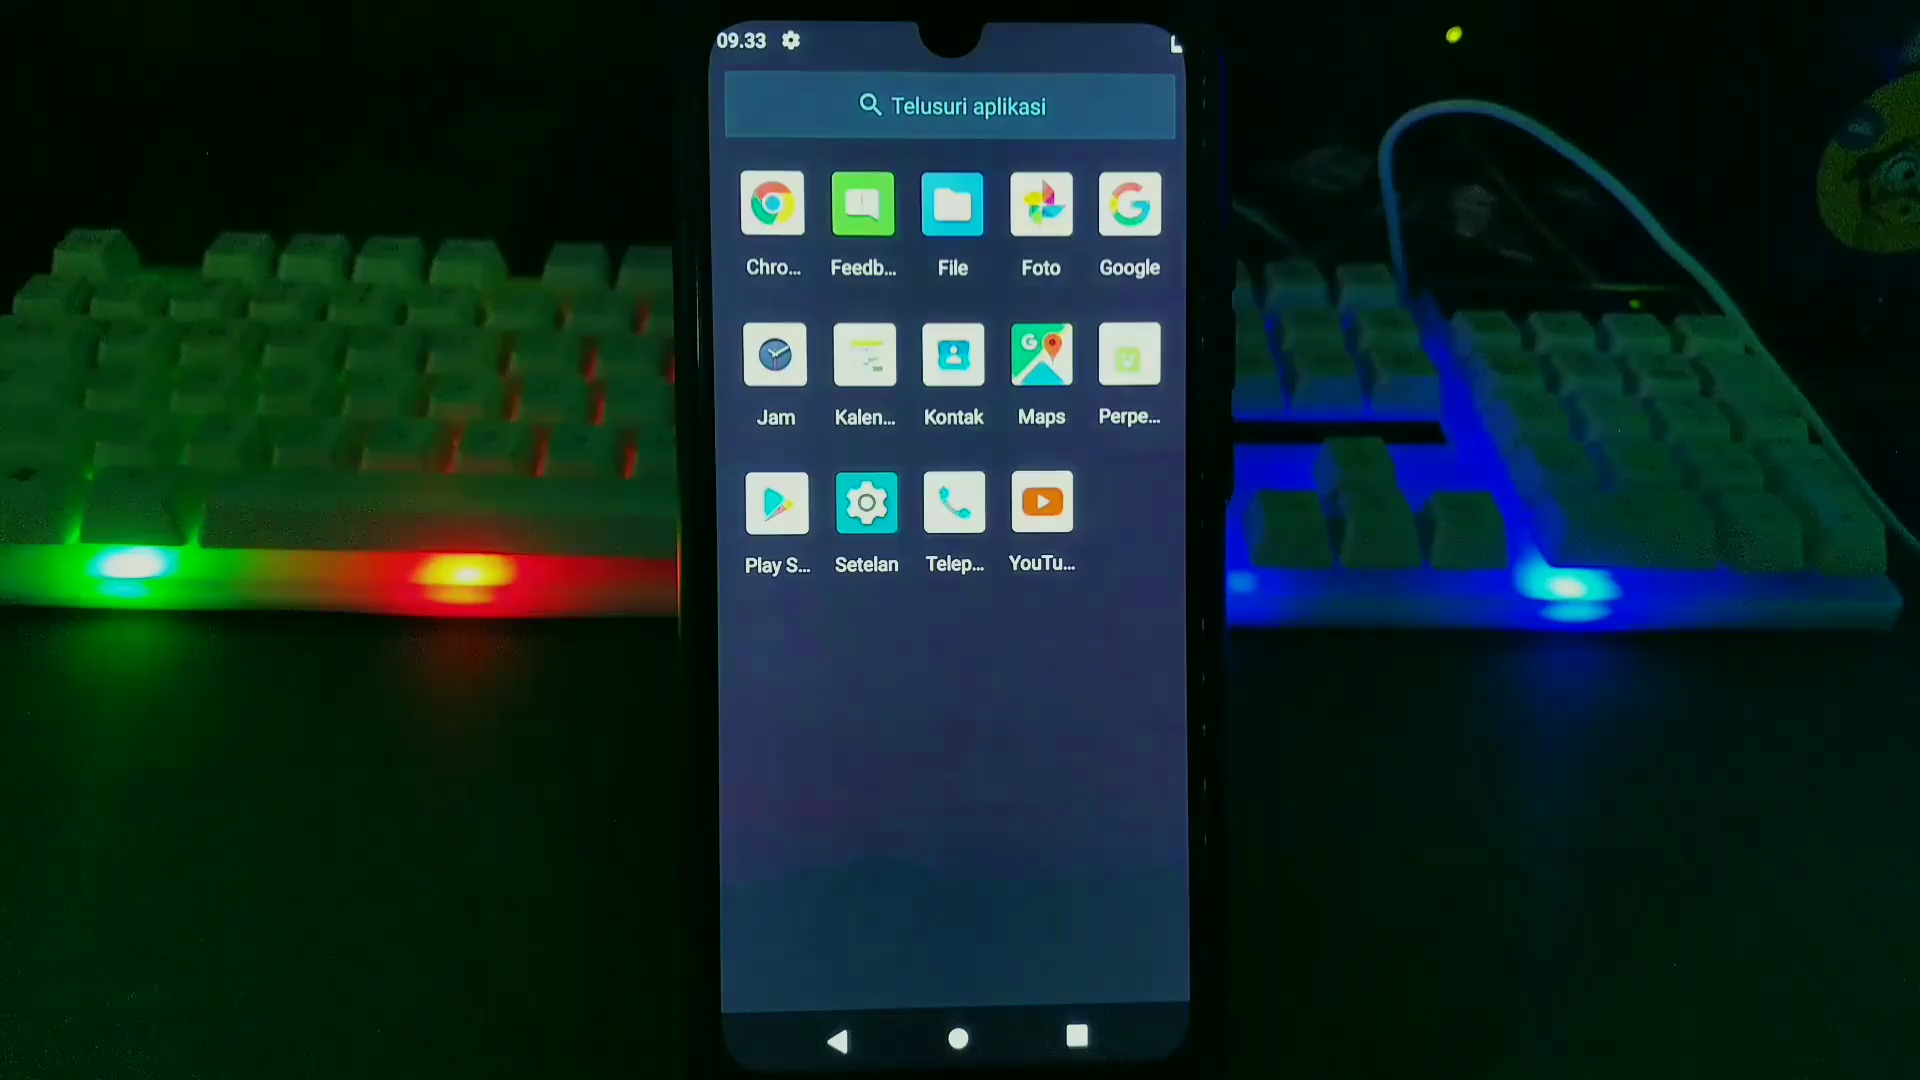 09.33
Telusuri aplikasi
Chro... Feedb... File Foto Google
Jam Kalen... Kontak Maps Perpe...
Play S... Setelan Telep... YouTu...